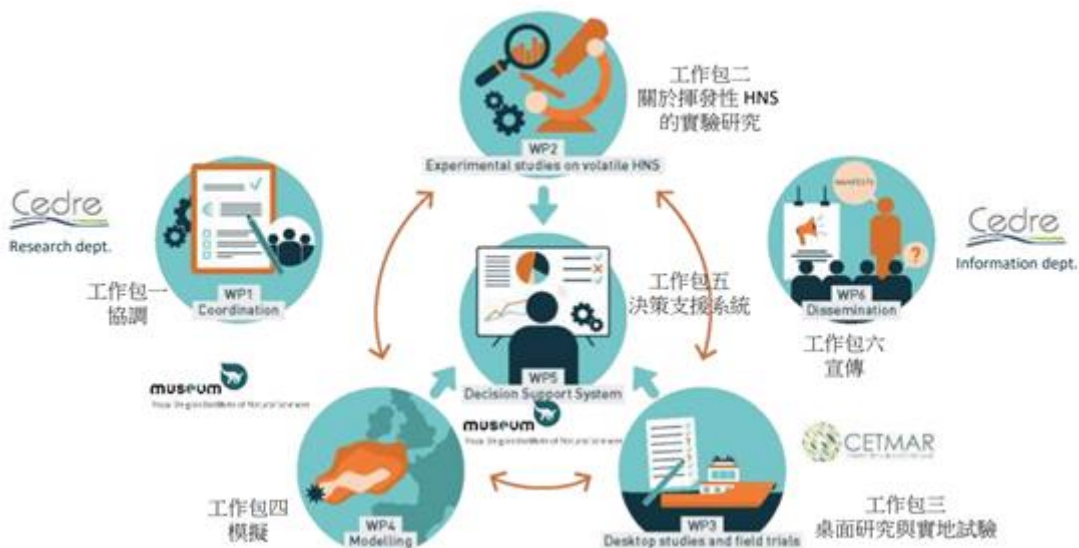 工作包二
關於揮發性 HNS
的實驗研究
WP2
Experimental studies on volatile HNS
Cedre
Research dept.
工作包一
協調
WP1
Coordination
MANIFESTS
?
Cedre
Information dept.
WP6
Dissemination
工作包六
宣傳
工作包五
決策支援系統
WP5
Decision Support System
museum
museum
工作包四
模擬
WP4
Modelling
CETMAR
工作包三
桌面研究與實地試驗
WP3
Desktop studies and field trials